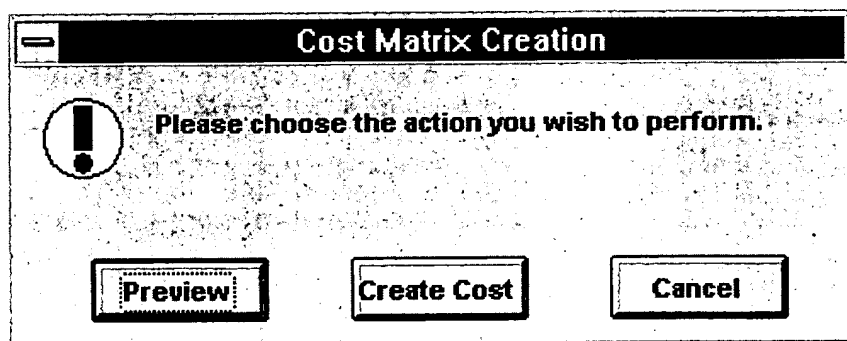 Cost Matrix Creation
Please choose the action you wish to perform.
Preview Create Cost Cancel